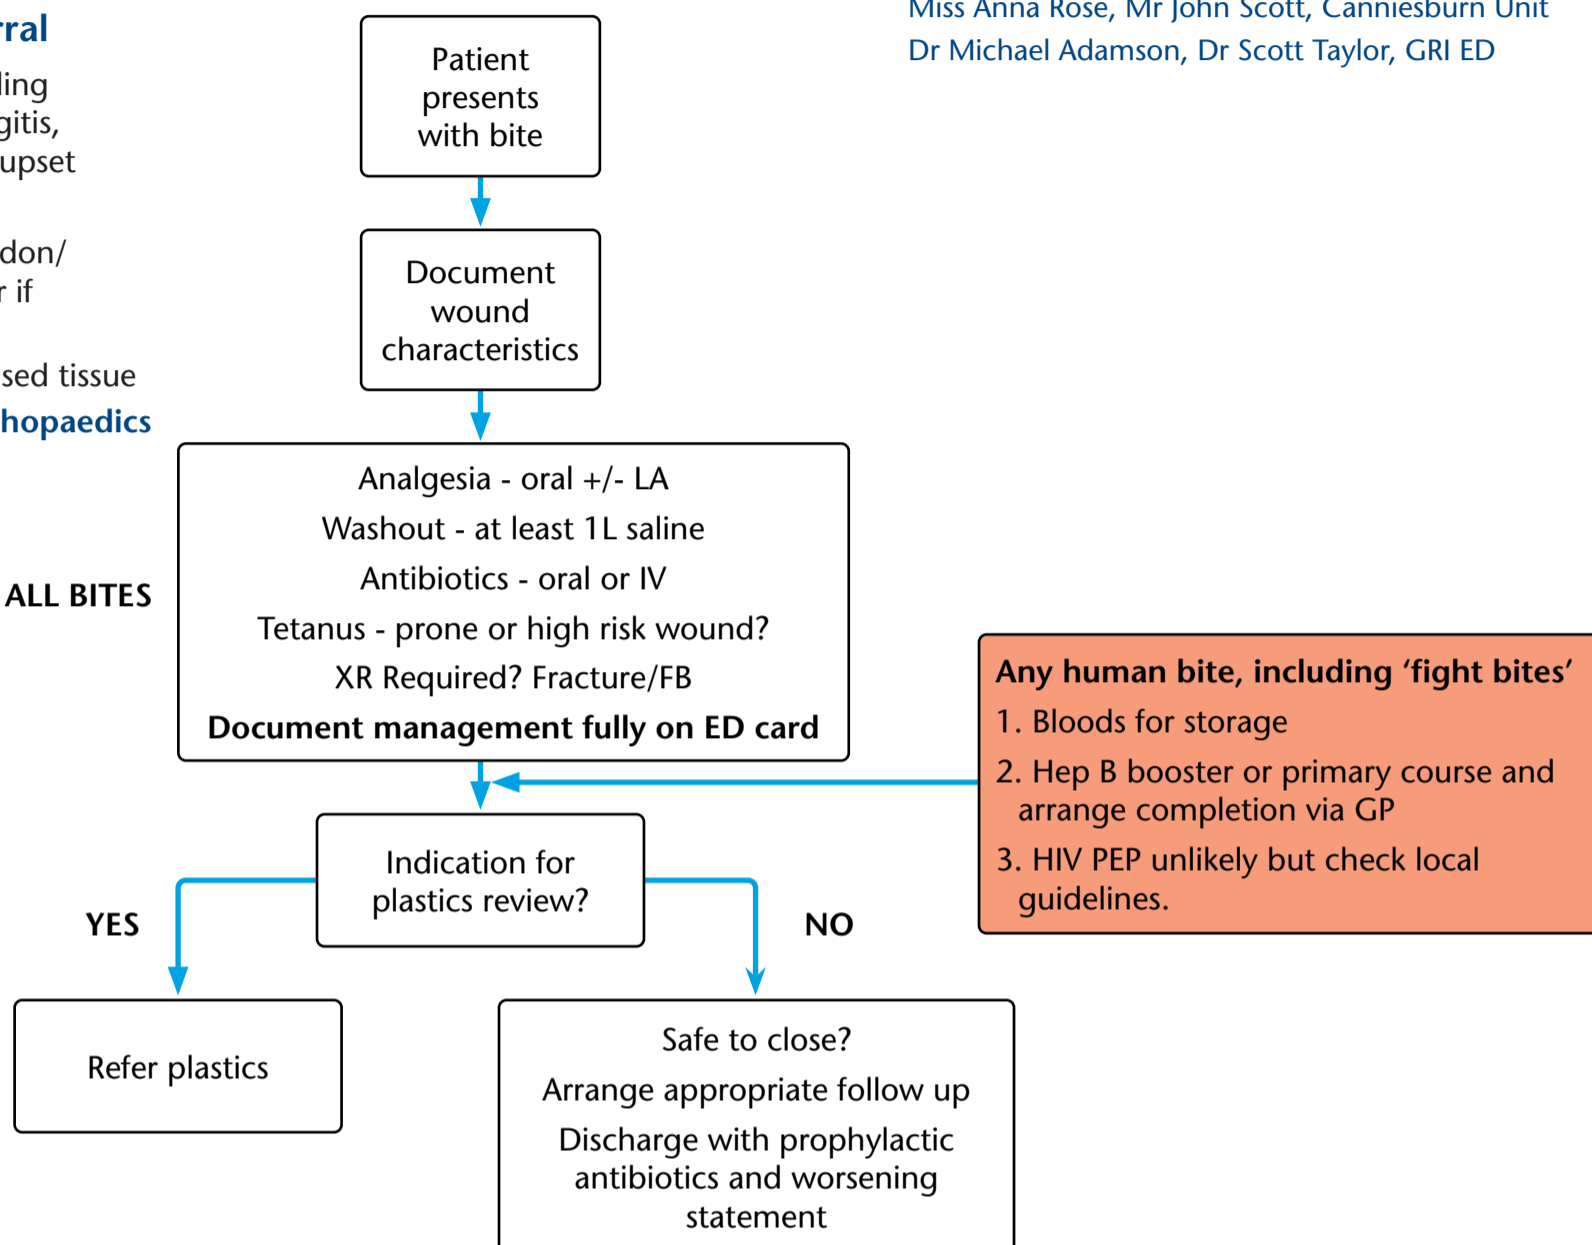 rral
ling
gitis,
upset
don/
r if
sed tissue
hopaedics
Miss Anna Rose, Mr John Scott, Canniesburn Unit
Dr Michael Adamson, Dr Scott Taylor, GRI ED
Patient
presents
with bite
Document
wound
characteristics
ALL BITES
Analgesia - oral +/- LA
Washout - at least 1L saline
Antibiotics - oral or IV
Tetanus - prone or high risk wound?
XR Required? Fracture/FB
Document management fully on ED card
Any human bite, including ‘fight bites’
1. Bloods for storage
2. Hep B booster or primary course and
arrange completion via GP
3. HIV PEP unlikely but check local
guidelines.
Indication for
plastics review?
YES
NO
Refer plastics
Safe to close?
Arrange appropriate follow up
Discharge with prophylactic
antibiotics and worsening
statement